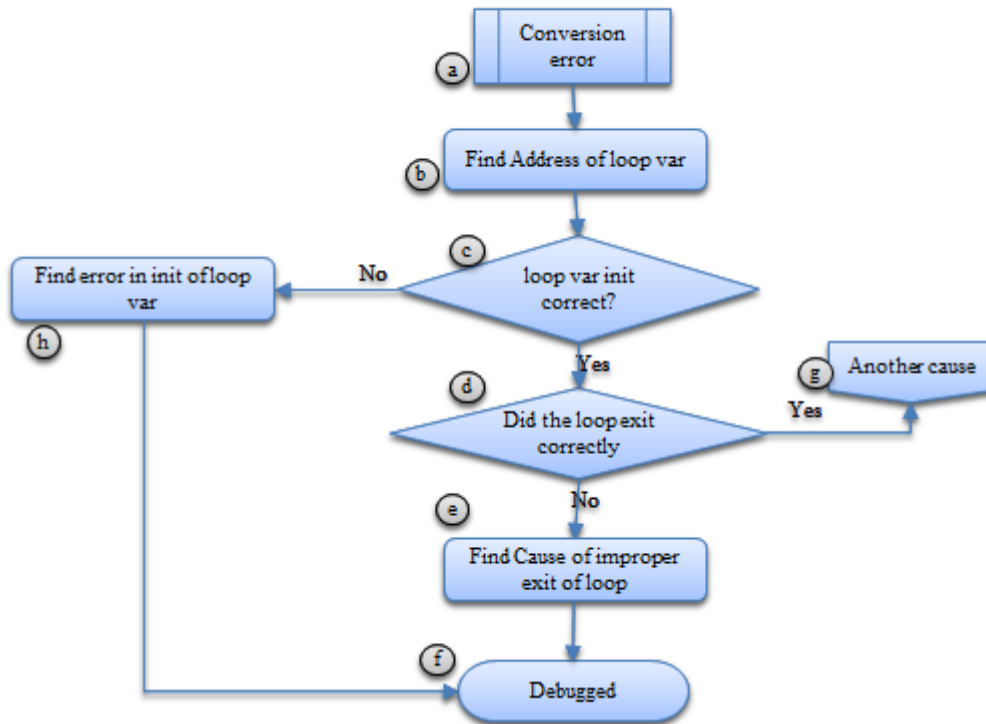 Conversion
error
a
Find Address of loop var
b
c
loop var init
correct?
No
Find error in init of loop
var
h
Yes
d
Did the loop exit
correctly
Yes
g
Another cause
No
e
Find Cause of improper
exit of loop
f
Debugged